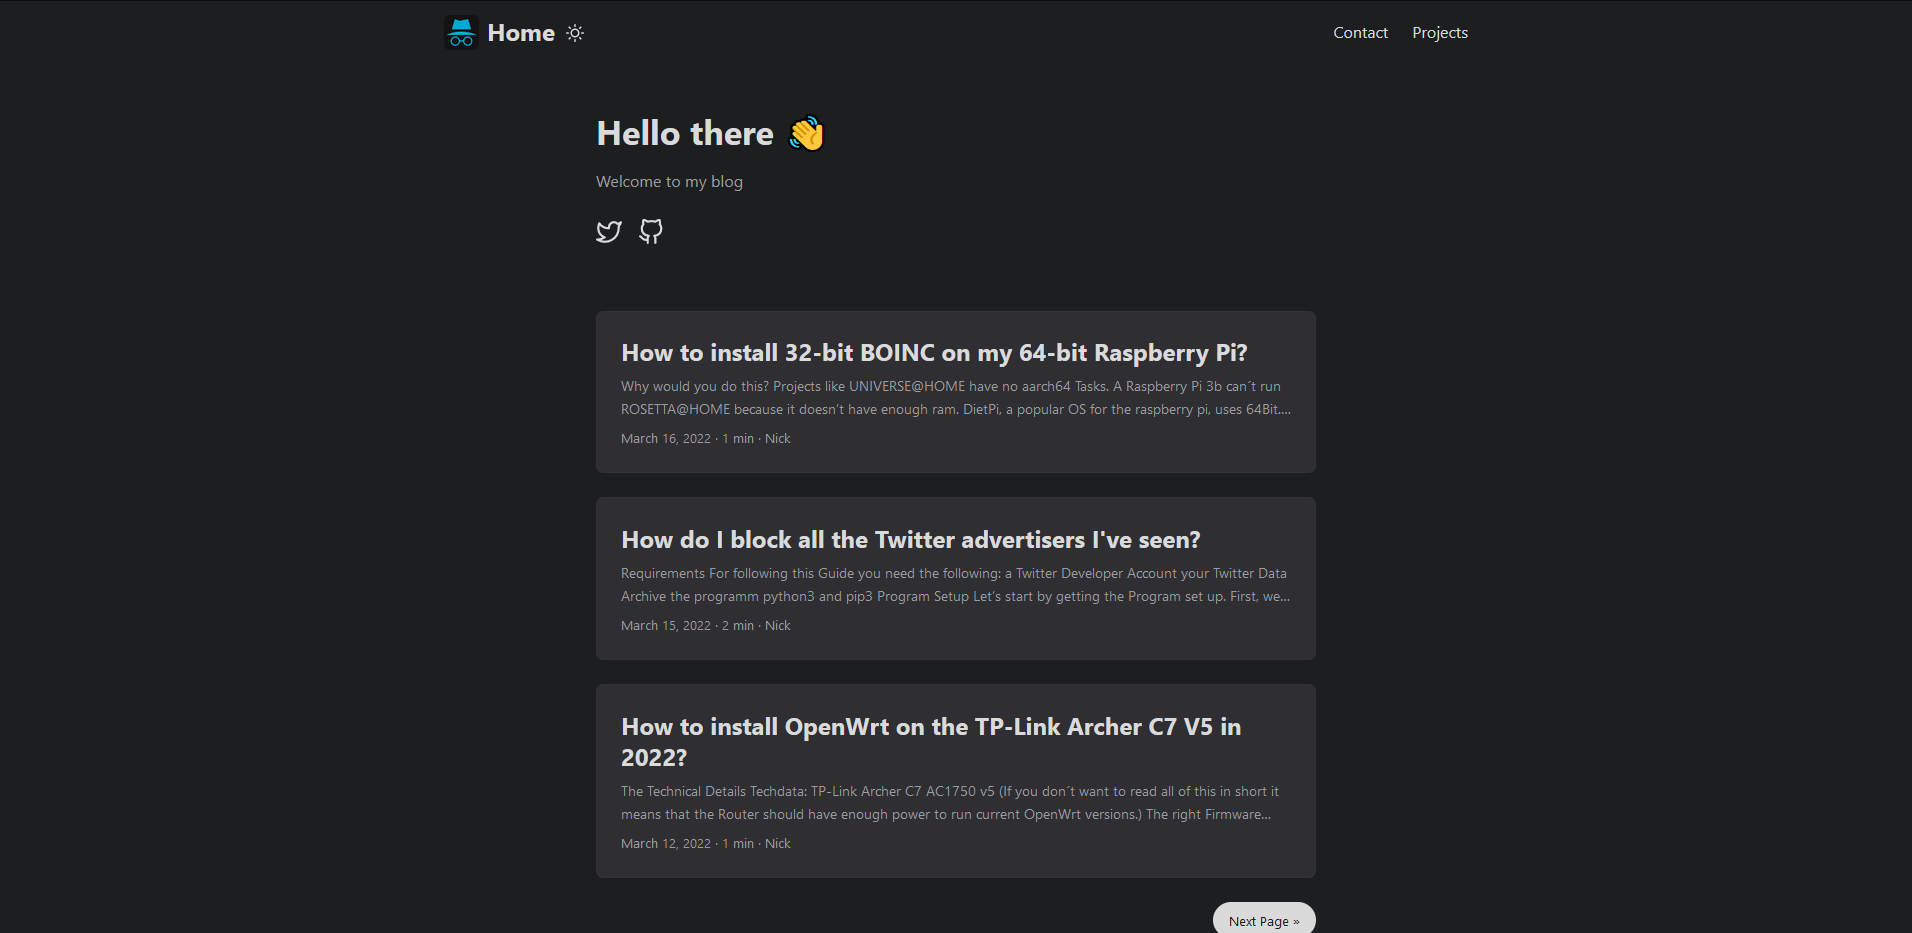 Home
Contact Projects
Hello there 👋
Welcome to my blog
How to install 32-bit BOINC on my 64-bit Raspberry Pi?
Why would you do this? Projects like UNIVERSE@HOME have no aarch64 Tasks. A Raspberry Pi 3b can´t run
ROSETTA@HOME because it doesn’t have enough ram. DietPi, a popular OS for the raspberry pi, uses 64Bit....
March 16, 2022 · 1 min · Nick
How do I block all the Twitter advertisers I've seen?
Requirements For following this Guide you need the following: a Twitter Developer Account your Twitter Data
Archive the programm python3 and pip3 Program Setup Let’s start by getting the Program set up. First, we...
March 15, 2022 · 2 min · Nick
How to install OpenWrt on the TP-Link Archer C7 V5 in
2022?
The Technical Details Techdata: TP-Link Archer C7 AC1750 v5 (If you don´t want to read all of this in short it
means that the Router should have enough power to run current OpenWrt versions.) The right Firmware...
March 12, 2022 · 1 min · Nick
Next Page »